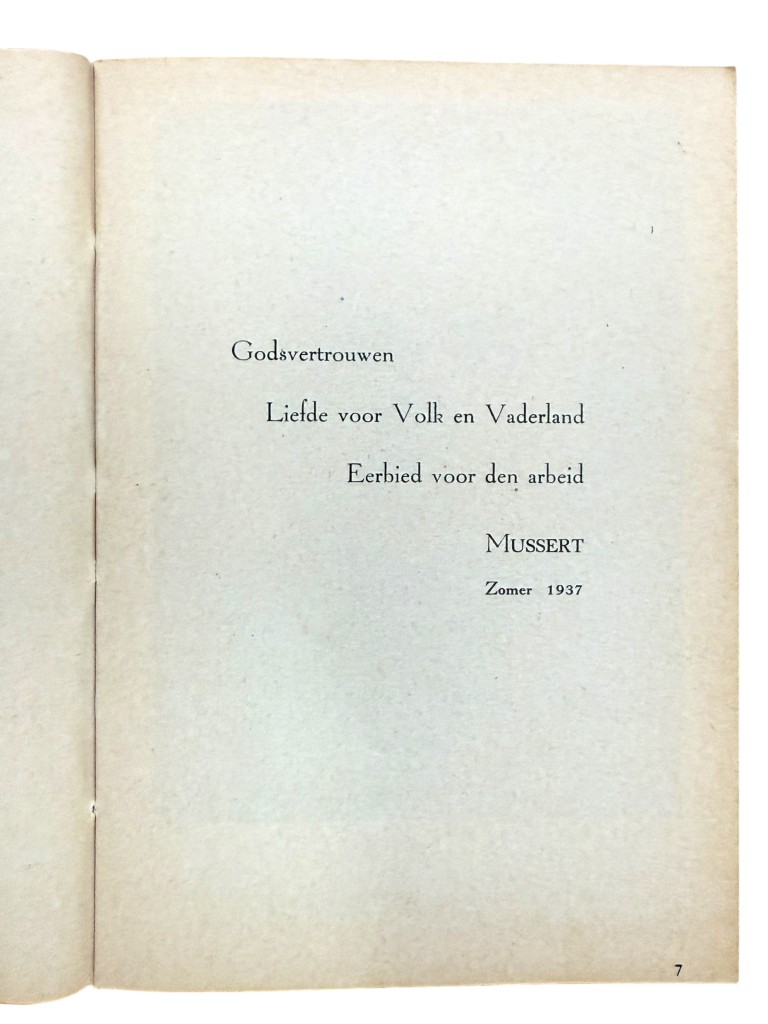 Godsvertrouwen
Liefde voor Volk en Vaderland
Eerbied voor den arbeid
MUSSERT
Zomer 1937
7